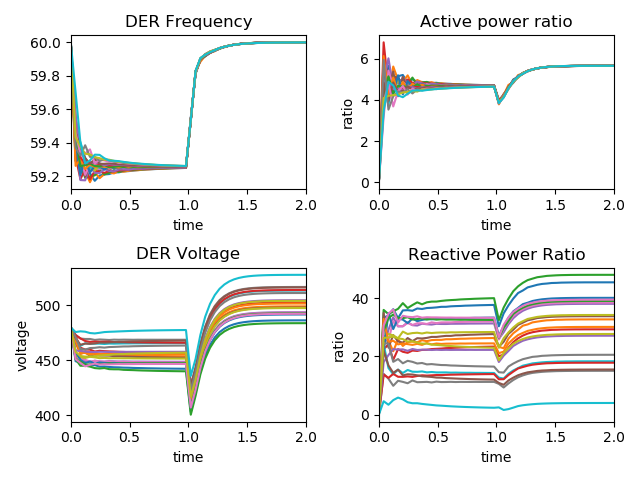 DER Frequency
60.0
59.8
59.6
59.4
59.2
0.0 0.5 1.0 1.5 2.0
time
Active power ratio
ratio
6
4
2
0
0.0 0.5 1.0 1.5 2.0
time
DER Voltage
voltage
500
450
400
0.0 0.5 1.0 1.5 2.0
time
Reactive Power Ratio
ratio
40
20
0
0.0 0.5 1.0 1.5 2.0
time